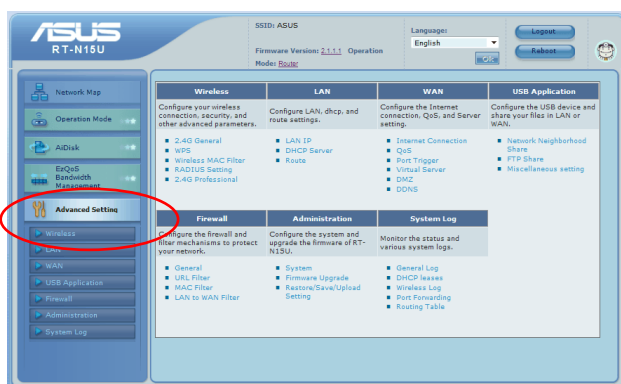 ASUS
RT-N15U
SSID: ASUS
Firmware Version: 2.1.1.1 Operation
Mode: Router
Language:
English
OK
Logout
Reboot
Network Map
Operation Mode
AiDisk
EzQoS
Bandwidth
Management
Advanced Setting
Wireless
LAN
WAN
USB Application
Firewall
Administration
System Log
Wireless
Configure your wireless
connection, security, and
other advanced parameters.
2.4G General
WPS
Wireless MAC Filter
RADIUS Setting
2.4G Professional
LAN
Configure LAN, dhcp, and
route settings.
LAN IP
DHCP Server
Route
WAN
Configure the Internet
connection, QoS, and Server
setting.
Internet Connection
QoS
Port Trigger
Virtual Server
DMZ
DDNS
USB Application
Configure the USB device and
share your files in LAN or
WAN.
Network Neighborhood
Share
FTP Share
Miscellaneous setting
Firewall
Configure the firewall and
filter mechanisms to protect
your network.
General
URL Filter
MAC Filter
LAN to WAN Filter
Administration
Configure the system and
upgrade the firmware of RT-
N15U.
System
Firmware Upgrade
Restore/Save/Upload
Setting
System Log
Monitor the status and
various system logs.
General Log
DHCP leases
Wireless Log
Port Forwarding
Routing Table